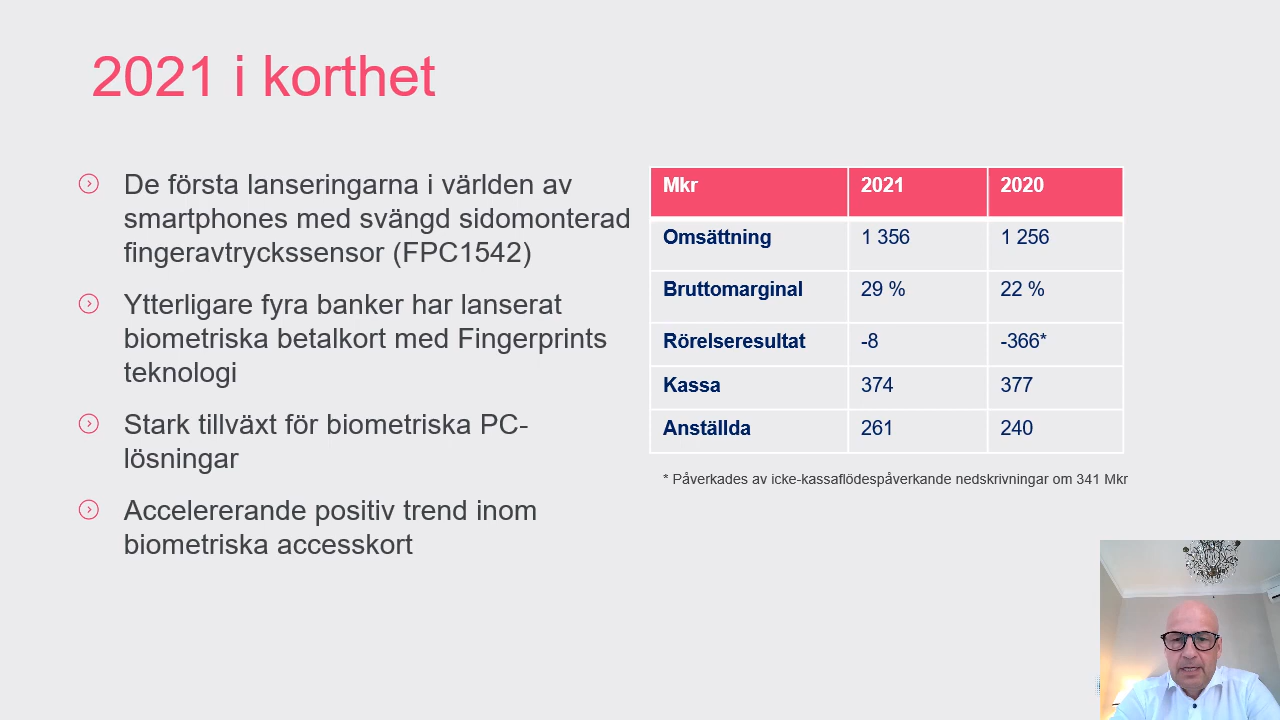 2021 i korthet
De första lanseringarna i världen av
smartphones med svängd sidomonterad
fingeravtryckssensor (FPC1542)
Ytterligare fyra banker har lanserat
biometriska betalkort med Fingerprints
teknologi
Stark tillväxt för biometriska PC-
lösningar
Accelererande positiv trend inom
biometriska accesskort
Mkr 2021 2020
Omsättning 1 356 1 256
Bruttomarginal 29 % 22 %
Rörelseresultat -8 -366*
Kassa 374 377
Anställda 261 240
* Påverkades av icke-kassaflödespåverkande nedskrivningar om 341 Mkr